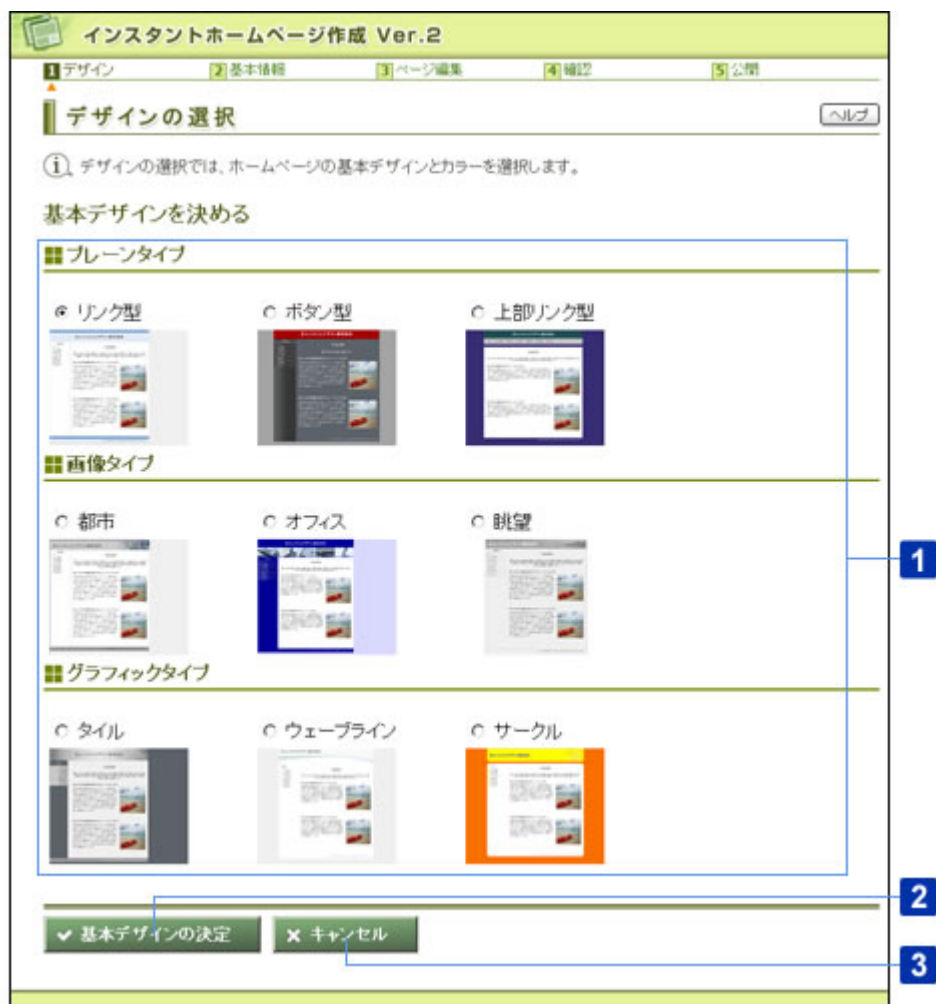 インスタントホームページ作成 Ver.2
1 デザイン 2 基本情報 3 ページ編集 4 確認 5 公開
デザインの選択 ヘルプ
デザインの選択では、ホームページの基本デザインとカラーを選択します。
基本デザインを決める
プレーンタイプ
リンク型 ボタン型 上部リンク型
画像タイプ
都市 オフィス 眺望
1
グラフィックタイプ
タイル ウェーブライン サークル
2
基本デザインの決定 キャンセル
3